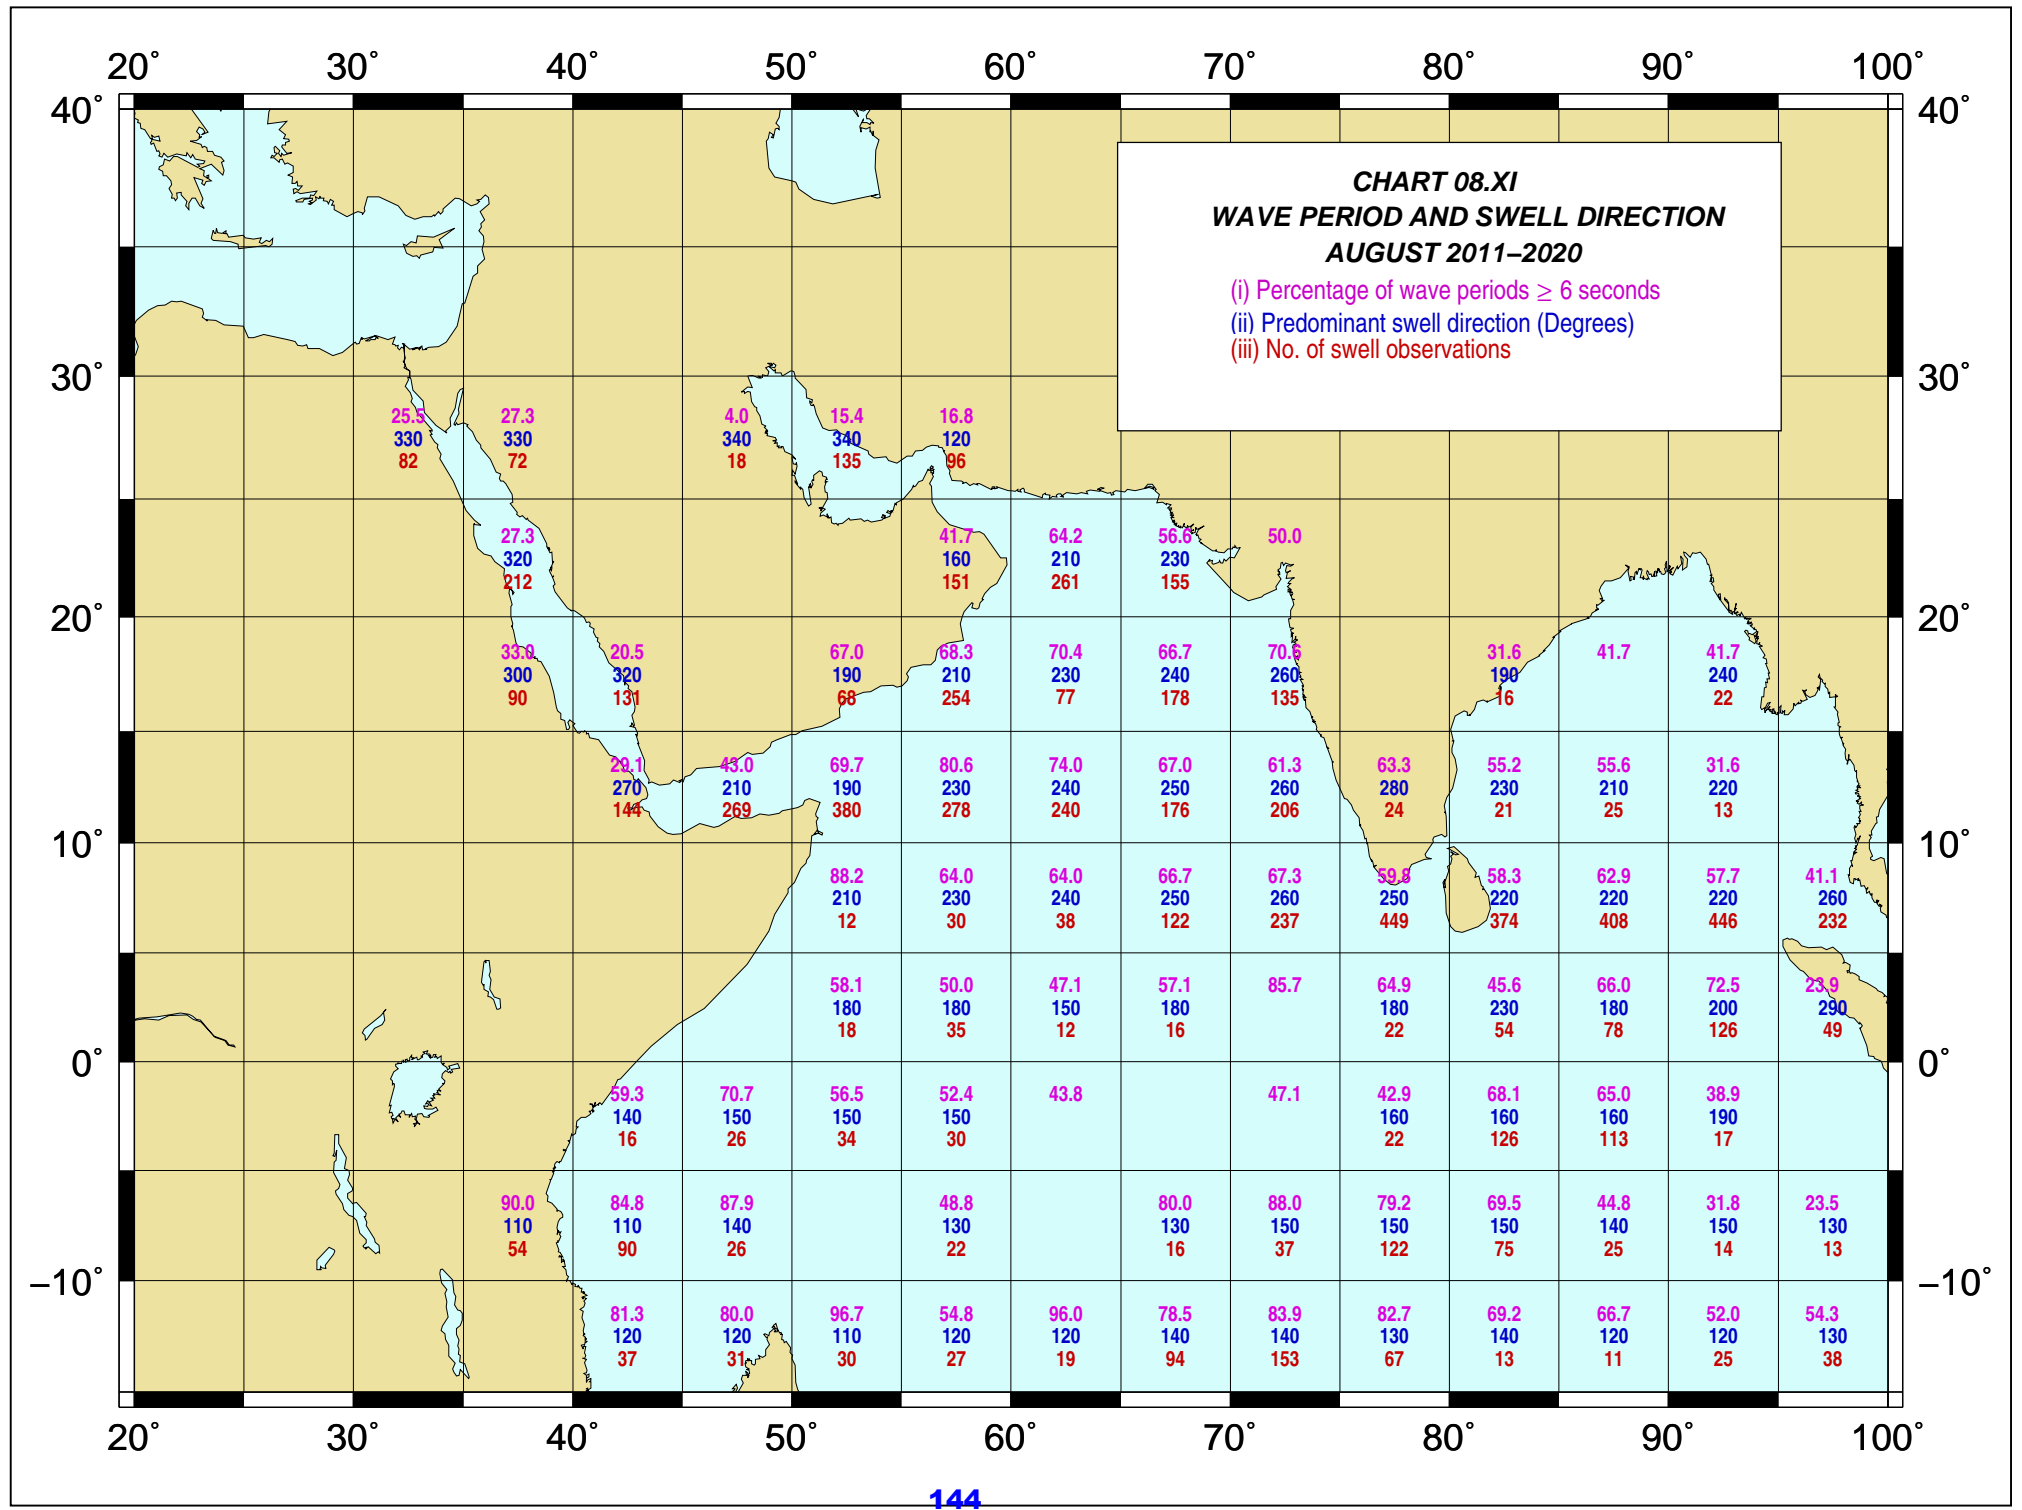 20° 30° 40° 50° 60° 70° 80° 90° 100°
40° 40°
CHART 08.XI
WAVE PERIOD AND SWELL DIRECTION
AUGUST 2011–2020
(i) Percentage of wave periods ≥ 6 seconds
(ii) Predominant swell direction (Degrees)
(iii) No. of swell observations
30° 30°
25.5 27.3 4.0 15.4 16.8
330 330 340 340 120
82 72 18 135 96
27.3 41.7 64.2 56.6 50.0
320 160 210 230
212 151 261 155
20° 20°
33.0 20.5 67.0 68.3 70.4 66.7 70.6 31.6 41.7 41.7
300 320 190 210 230 240 260 190 240
90 131 68 254 77 178 135 16 22
29.1 43.0 69.7 80.6 74.0 67.0 61.3 63.3 55.2 55.6 31.6
270 210 190 230 240 250 260 280 230 210 220
144 269 380 278 240 176 206 24 21 25 13
10° 10°
88.2 64.0 64.0 66.7 67.3 59.8 58.3 62.9 57.7 41.1
210 230 240 250 260 250 220 220 220 260
12 30 38 122 237 449 374 408 446 232
58.1 50.0 47.1 57.1 85.7 64.9 45.6 66.0 72.5 23.9
180 180 150 180 180 230 180 200 290
18 35 12 16 22 54 78 126 49
0° 0°
59.3 70.7 56.5 52.4 43.8 47.1 42.9 68.1 65.0 38.9
140 150 150 150 160 160 160 190
16 26 34 30 22 126 113 17
90.0 84.8 87.9 48.8 80.0 88.0 79.2 69.5 44.8 31.8 23.5
110 110 140 130 130 150 150 150 140 150 130
54 90 26 22 16 37 122 75 25 14 13
–10° –10°
81.3 80.0 96.7 54.8 96.0 78.5 83.9 82.7 69.2 66.7 52.0 54.3
120 120 110 120 120 140 140 130 140 120 120 130
37 31 30 27 19 94 153 67 13 11 25 38
20° 30° 40° 50° 60° 70° 80° 90° 100°
144